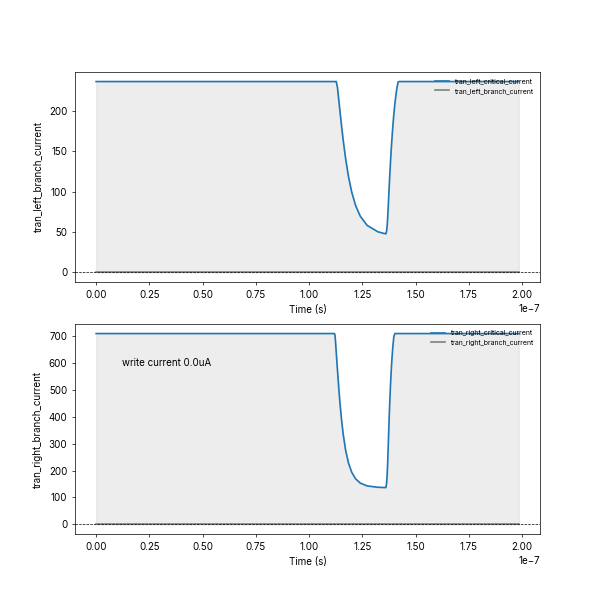 tran_left_critical_current
tran_left_branch_current
200
150
100
50
0
tran_left_branch_current
0.00 0.25 0.50 0.75 1.00 1.25 1.50 1.75 2.00
Time (s)
1e−7
tran_right_critical_current
tran_right_branch_current
write current 0.0uA
700
600
500
400
300
200
100
0
tran_right_branch_current
0.00 0.25 0.50 0.75 1.00 1.25 1.50 1.75 2.00
Time (s)
1e−7